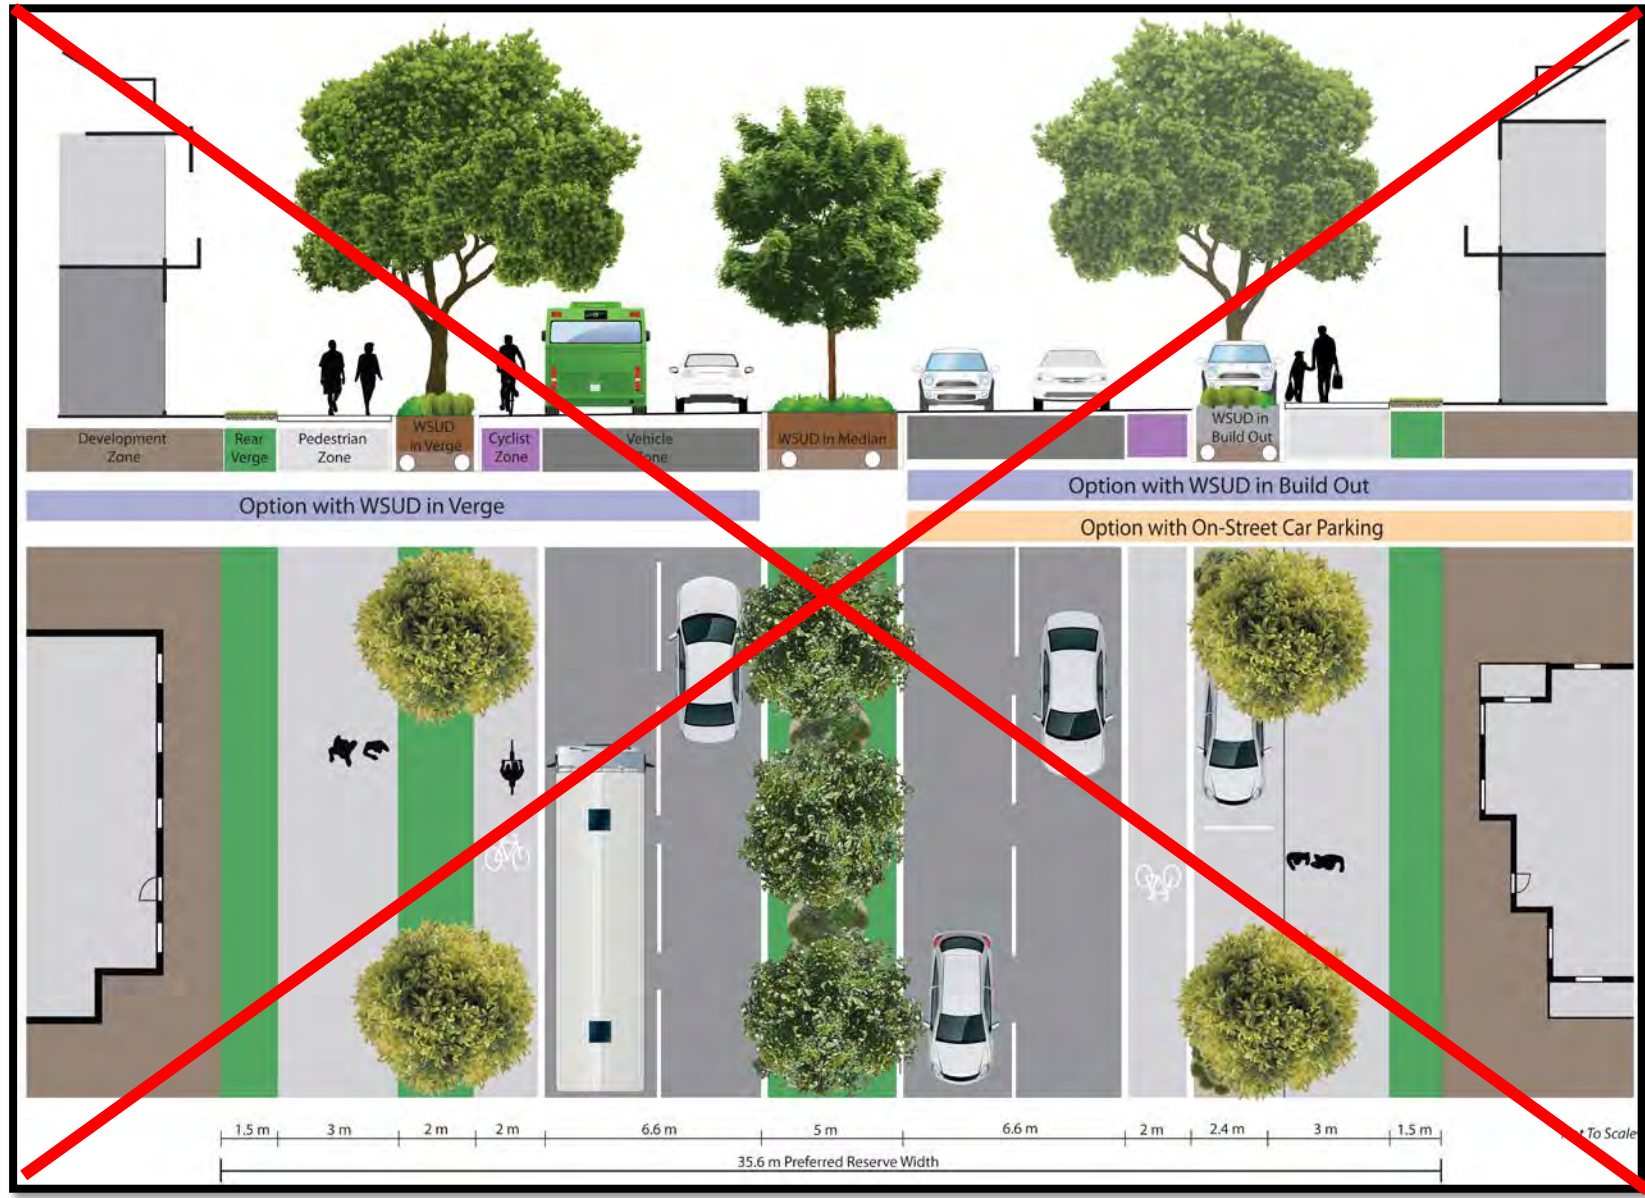 Development
Zone
Rear
Verge
Pedestrian
Zone
WSUD
in Verge
Cyclist
Zone
Vehicle
Zone
WSUD in Median
WSUD in
Build Out
Option with WSUD in Verge
Option with WSUD in Build Out
Option with On-Street Car Parking
1.5 m
3 m
2 m
2 m
6.6 m
5 m
6.6 m
2 m
2.4 m
3 m
1.5 m
Not To Scale
35.6 m Preferred Reserve Width